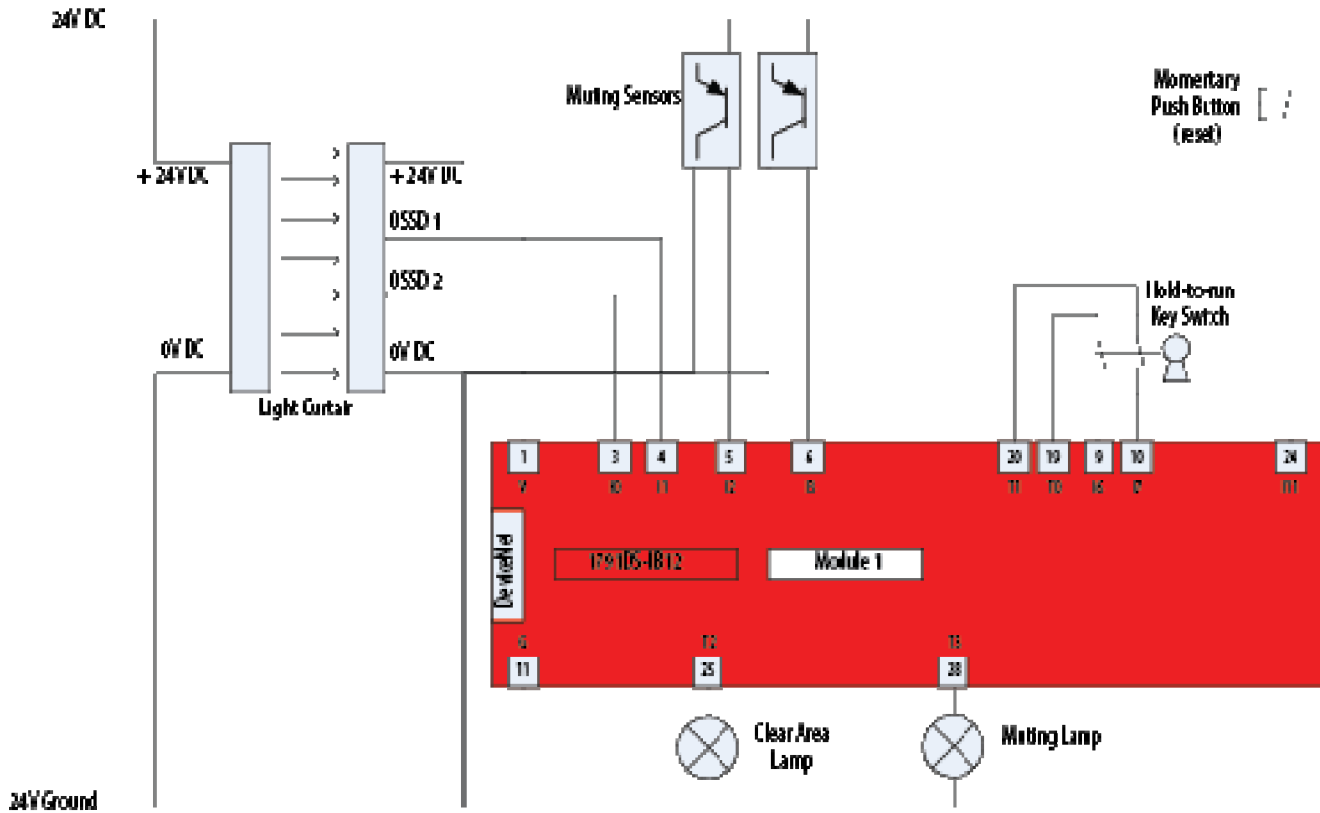 24V DC
Muting Sensors
Momentary
Push Button
(reset)
+ 24V DC
+ 24V DC
OSSD 1
OSSD 2
Hold-to-run
Key Switch
0V DC
0V DC
Light Curtain
1
3
4
5
6
20
19
9
10
24
V
I0
I1
I2
I3
T1
T0
I6
I7
I11
DeviceNet
1791DS-IB12
Module 1
G
T2
T3
11
25
28
Clear Area
Lamp
Muting Lamp
24V Ground